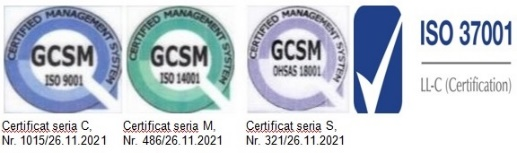 CERTIFIED MANAGEMENT SYSTEM
GCSM
ISO 9001
CERTIFIED MANAGEMENT SYSTEM
GCSM
ISO 14001
CERTIFIED MANAGEMENT SYSTEM
GCSM
OHSAS 18001
ISO 37001
LL-C (Certification)
Certificat seria C,
Nr. 1015/26.11.2021
Certificat seria M,
Nr. 486/26.11.2021
Certificat seria S,
Nr. 321/26.11.2021